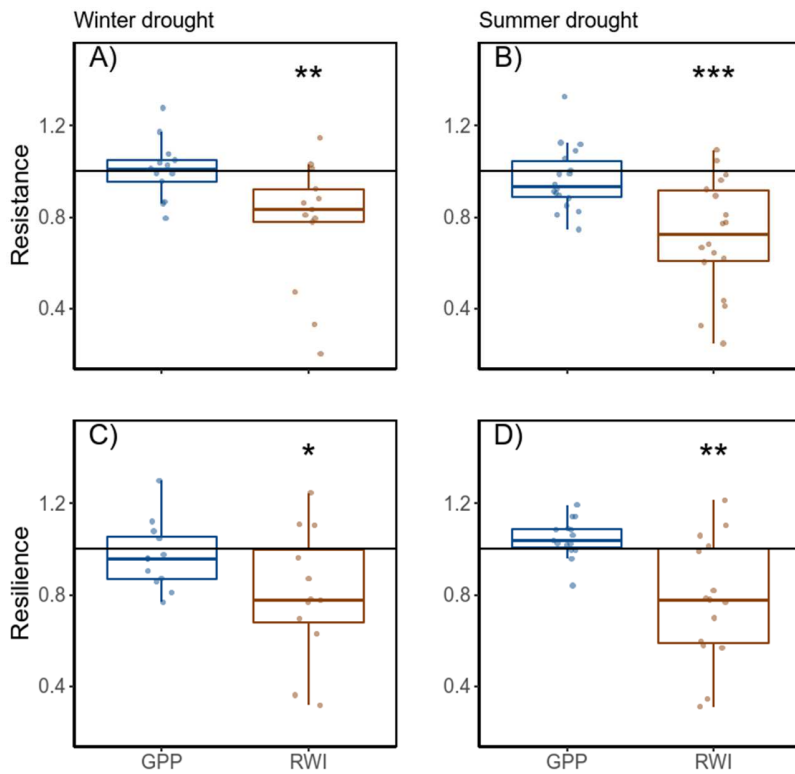 Winter drought
Summer drought
A)
**
B)
***
Resistance
1.2
0.8
0.4
1.2
0.8
0.4
C)
*
D)
**
Resilience
1.2
0.8
0.4
1.2
0.8
0.4
GPP
RWI
GPP
RWI